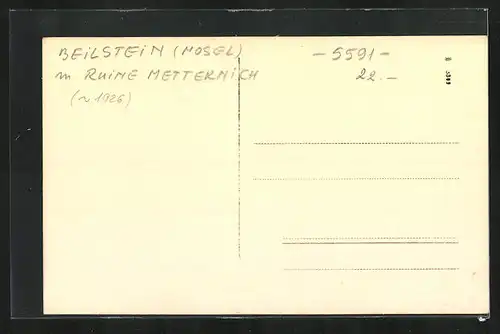 BEILSTEIN (MOSEL)
m RUINE METTERNICH
(~ 1926)
- 5591 -
22.-